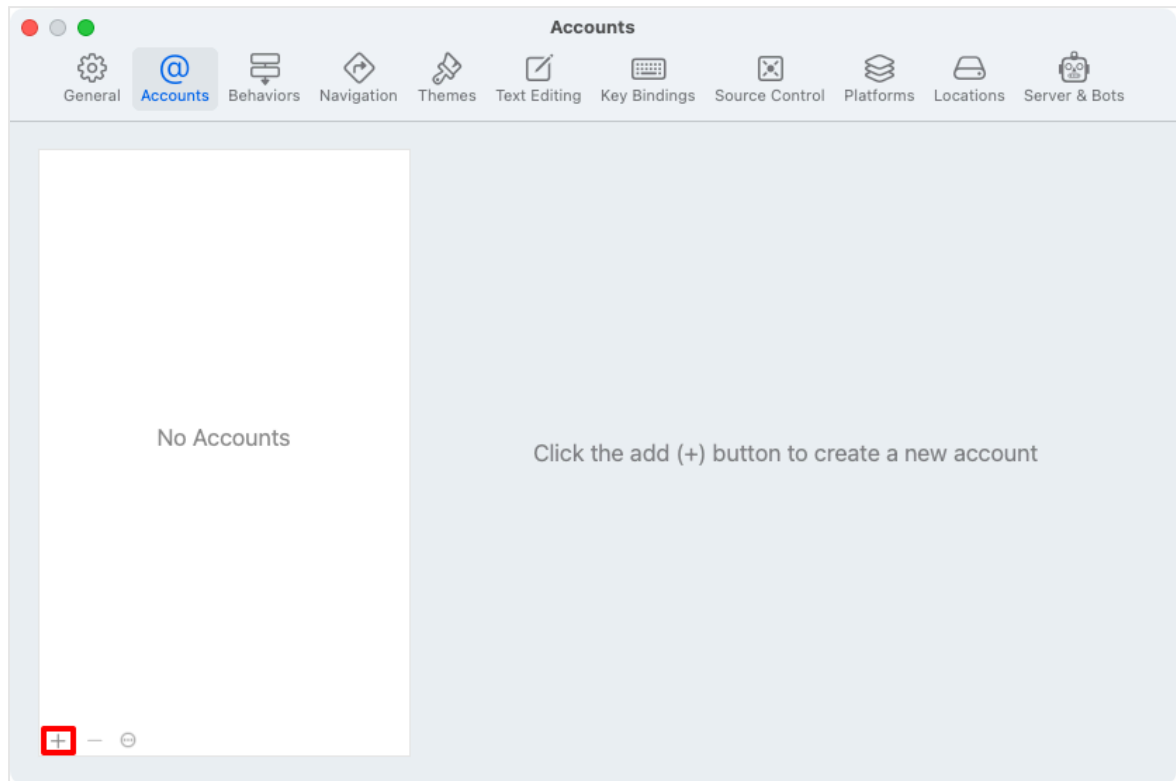 Accounts
General Accounts Behaviors Navigation Themes Text Editing Key Bindings Source Control Platforms Locations Server & Bots
No Accounts
Click the add (+) button to create a new account